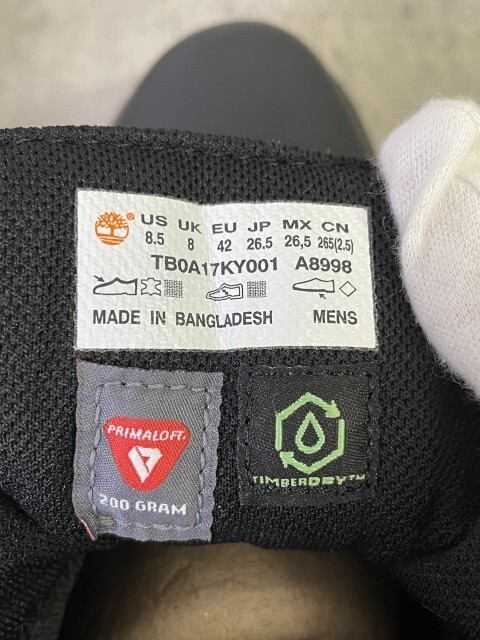 US UK EU JP MX CN
8.5 8 42 26.5 26,5 265(2.5)
TB0A17KY001 A8998
MADE IN BANGLADESH MENS
PRIMALOFT®
200 GRAM
TIMBERDRY™